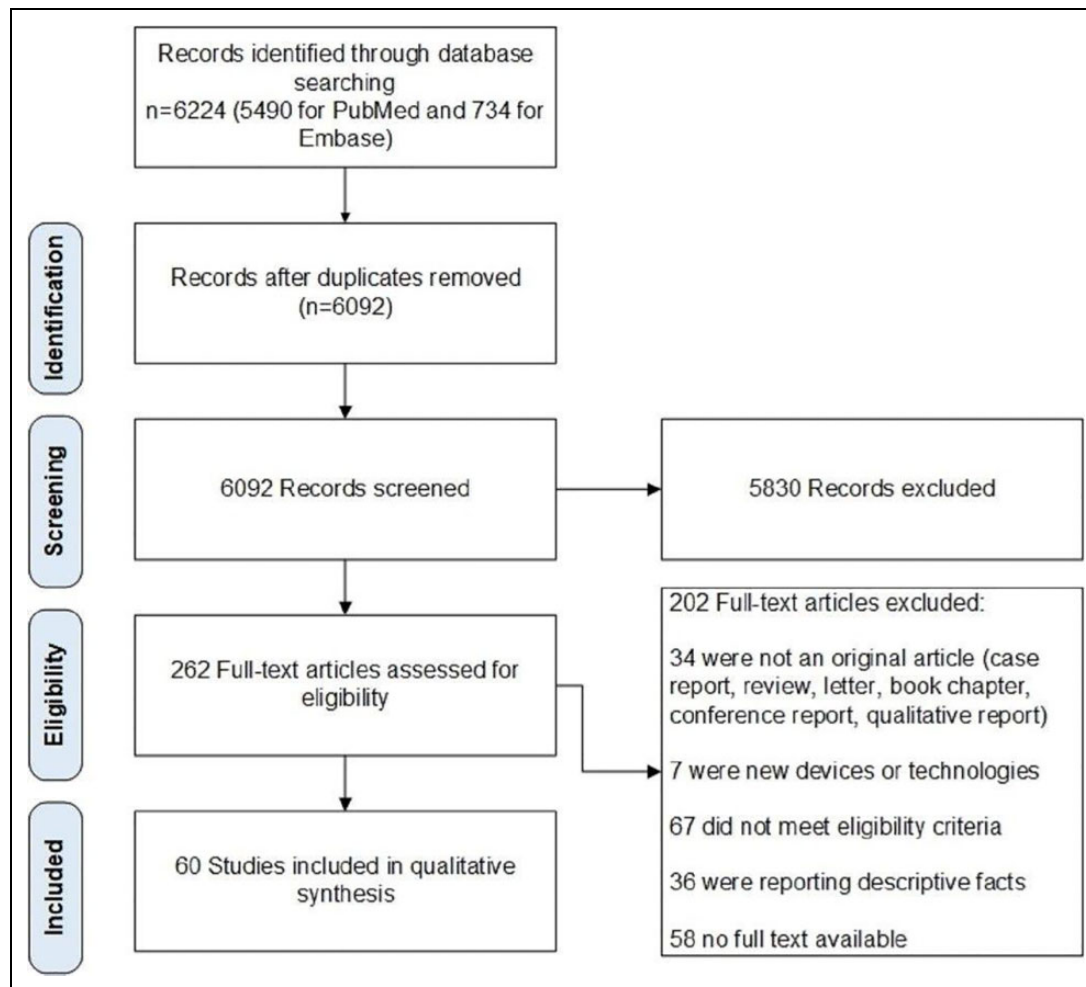 Records identified through database
searching
n=6224 (5490 for PubMed and 734 for
Embase)
Identification
Records after duplicates removed
(n=6092)
Screening
6092 Records screened
5830 Records excluded
Eligibility
262 Full-text articles assessed for
eligibility
202 Full-text articles excluded:
34 were not an original article (case
report, review, letter, book chapter,
conference report, qualitative report)
7 were new devices or technologies
67 did not meet eligibility criteria
36 were reporting descriptive facts
58 no full text available
Included
60 Studies included in qualitative
synthesis